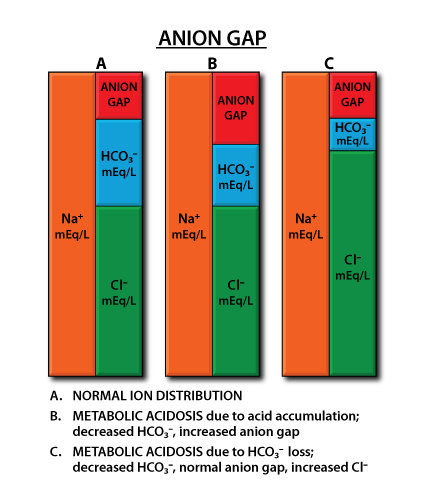 ANION GAP
A
B
C
ANION
GAP
HCO₃⁻
mEq/L
Na⁺
mEq/L
Cl⁻
mEq/L
ANION
GAP
HCO₃⁻
mEq/L
Na⁺
mEq/L
Cl⁻
mEq/L
ANION
GAP
HCO₃⁻
mEq/L
Na⁺
mEq/L
Cl⁻
mEq/L
A. NORMAL ION DISTRIBUTION
B. METABOLIC ACIDOSIS due to acid accumulation;
decreased HCO₃⁻, increased anion gap
C. METABOLIC ACIDOSIS due to HCO₃⁻ loss;
decreased HCO₃⁻, normal anion gap, increased Cl⁻